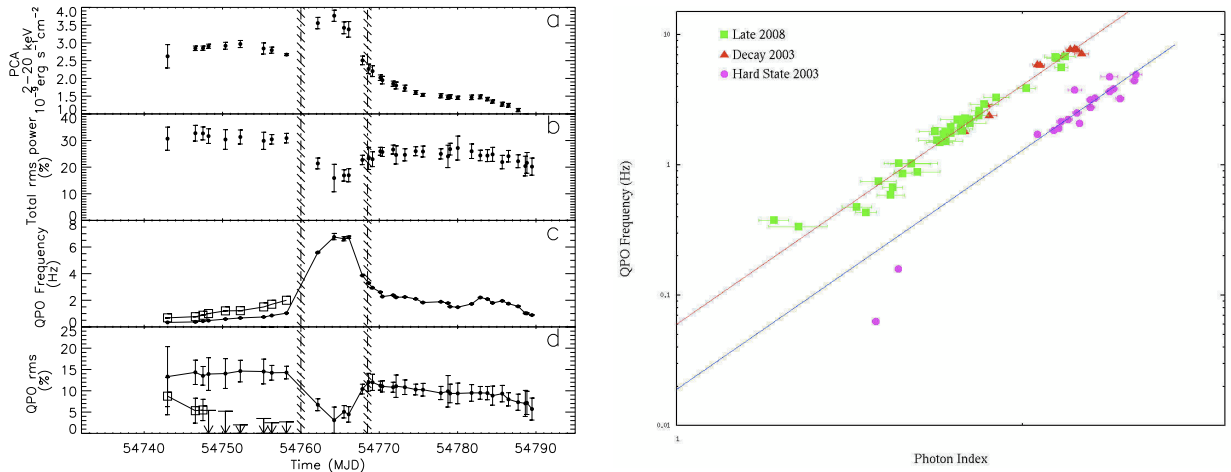 PCA
2−20 keV
10⁻⁹erg s⁻¹cm⁻²
4.0
3.5
3.0
2.5
2.0
1.5
1.0
a
Total rms power
(%)
40
30
20
10
0
b
QPO Frequency
(Hz)
8
6
4
2
0
c
QPO rms
(%)
25
20
15
10
5
0
d
54740 54750 54760 54770 54780 54790
Time (MJD)
Late 2008
Decay 2003
Hard State 2003
QPO Frequency (Hz)
10
1
0.1
0.01
1
Photon Index